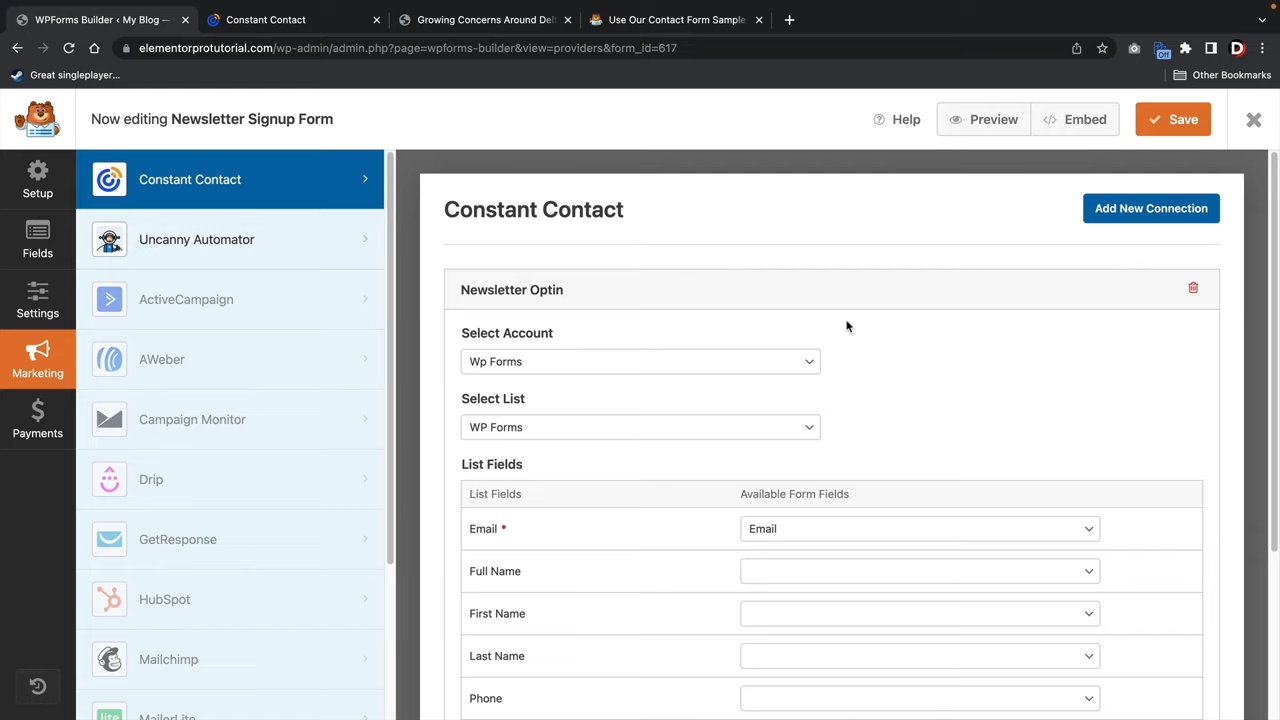 WPForms Builder < My Blog —
Constant Contact
Growing Concerns Around Del
Use Our Contact Form Sample
elementorprotutorial.com/wp-admin/admin.php?page=wpforms-builder&view=providers&form_id=617
Off
D
Great singleplayer...
Other Bookmarks
Now editing Newsletter Signup Form
Help
Preview
Embed
Save
Setup
Fields
Settings
Marketing
Payments
Constant Contact
Uncanny Automator
ActiveCampaign
AWeber
Campaign Monitor
Drip
GetResponse
HubSpot
Mailchimp
lite
MailerLite
Constant Contact
Add New Connection
Newsletter Optin
Select Account
Wp Forms
Select List
WP Forms
List Fields
List Fields Available Form Fields
Email * Email
Full Name
First Name
Last Name
Phone